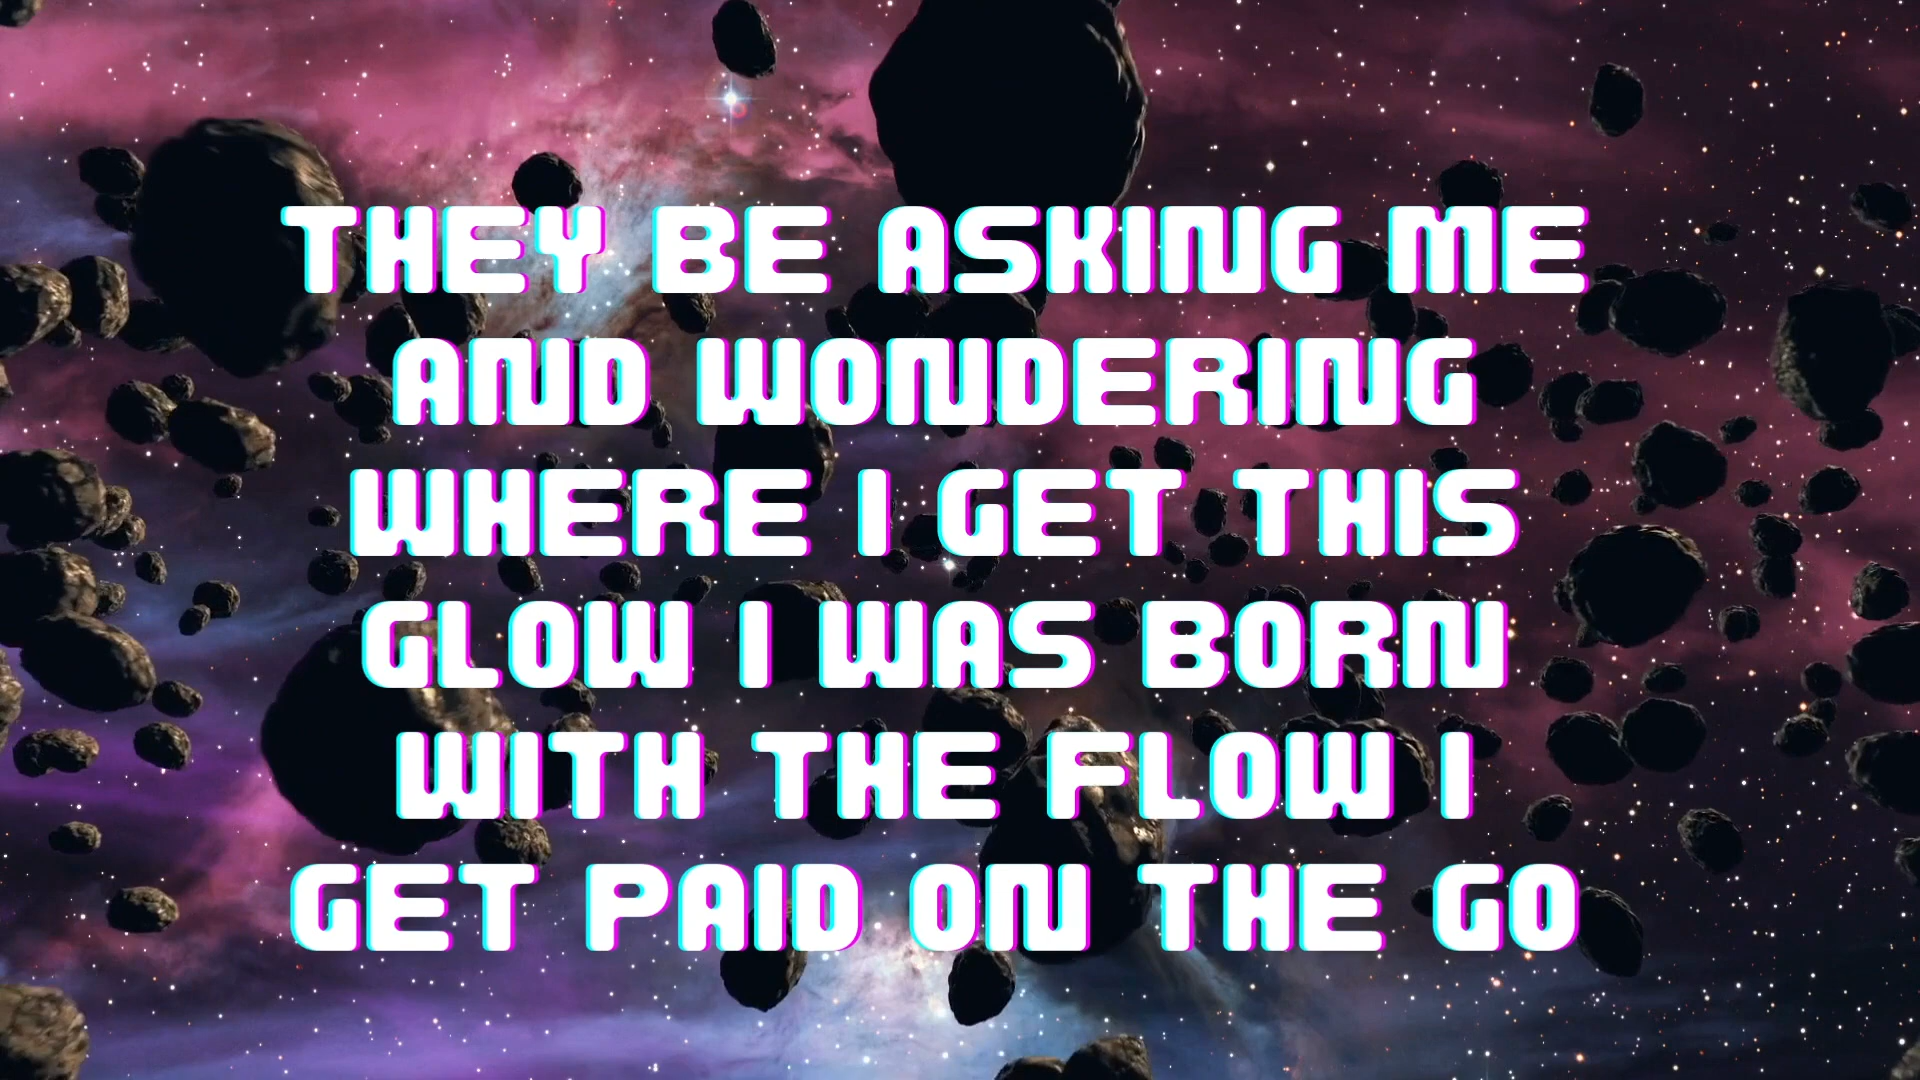 THEY BE ASKING ME
AND WONDERING
WHERE I GET THIS
GLOW I WAS BORN
WITH THE FLOW I
GET PAID ON THE GO